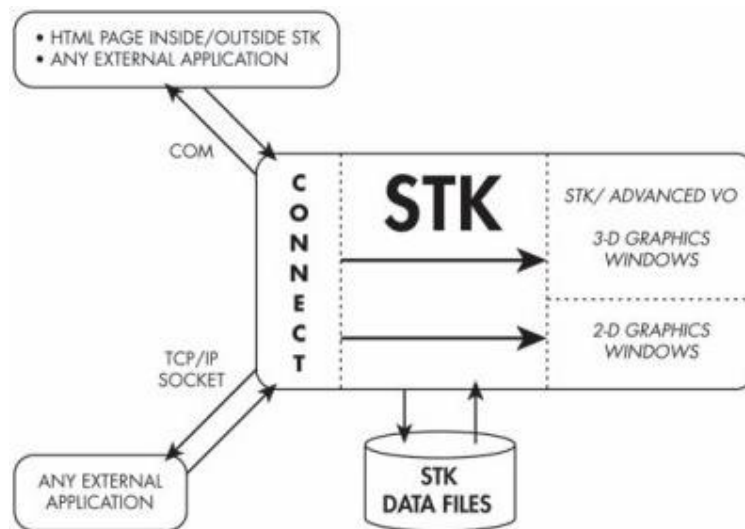 • HTML PAGE INSIDE/OUTSIDE STK
• ANY EXTERNAL APPLICATION
COM
CONNECT
STK
STK/ ADVANCED VO
3-D GRAPHICS
WINDOWS
2-D GRAPHICS
WINDOWS
TCP/IP
SOCKET
ANY EXTERNAL
APPLICATION
STK
DATA FILES